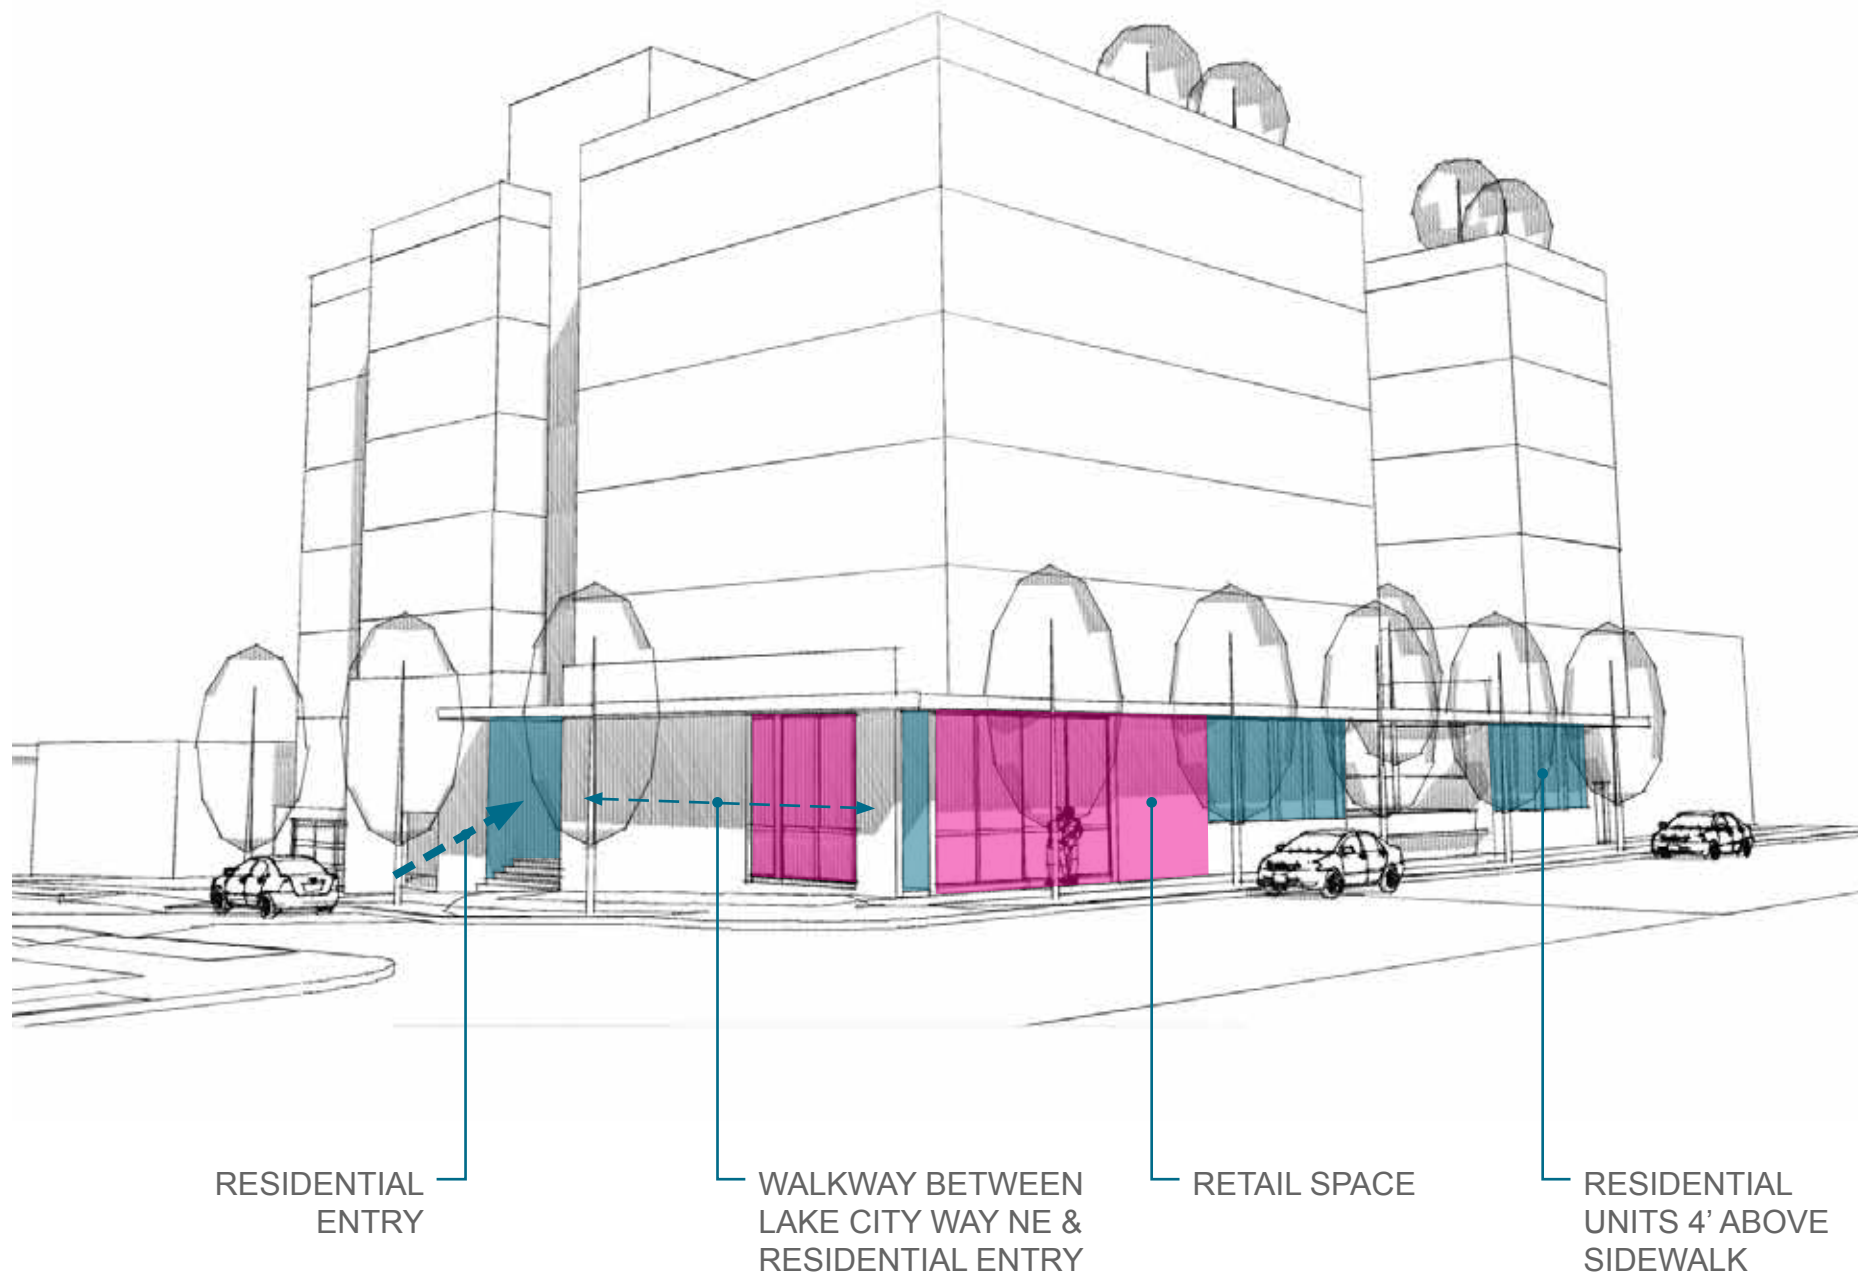 RESIDENTIAL
ENTRY
WALKWAY BETWEEN
LAKE CITY WAY NE &
RESIDENTIAL ENTRY
RETAIL SPACE
RESIDENTIAL
UNITS 4’ ABOVE
SIDEWALK